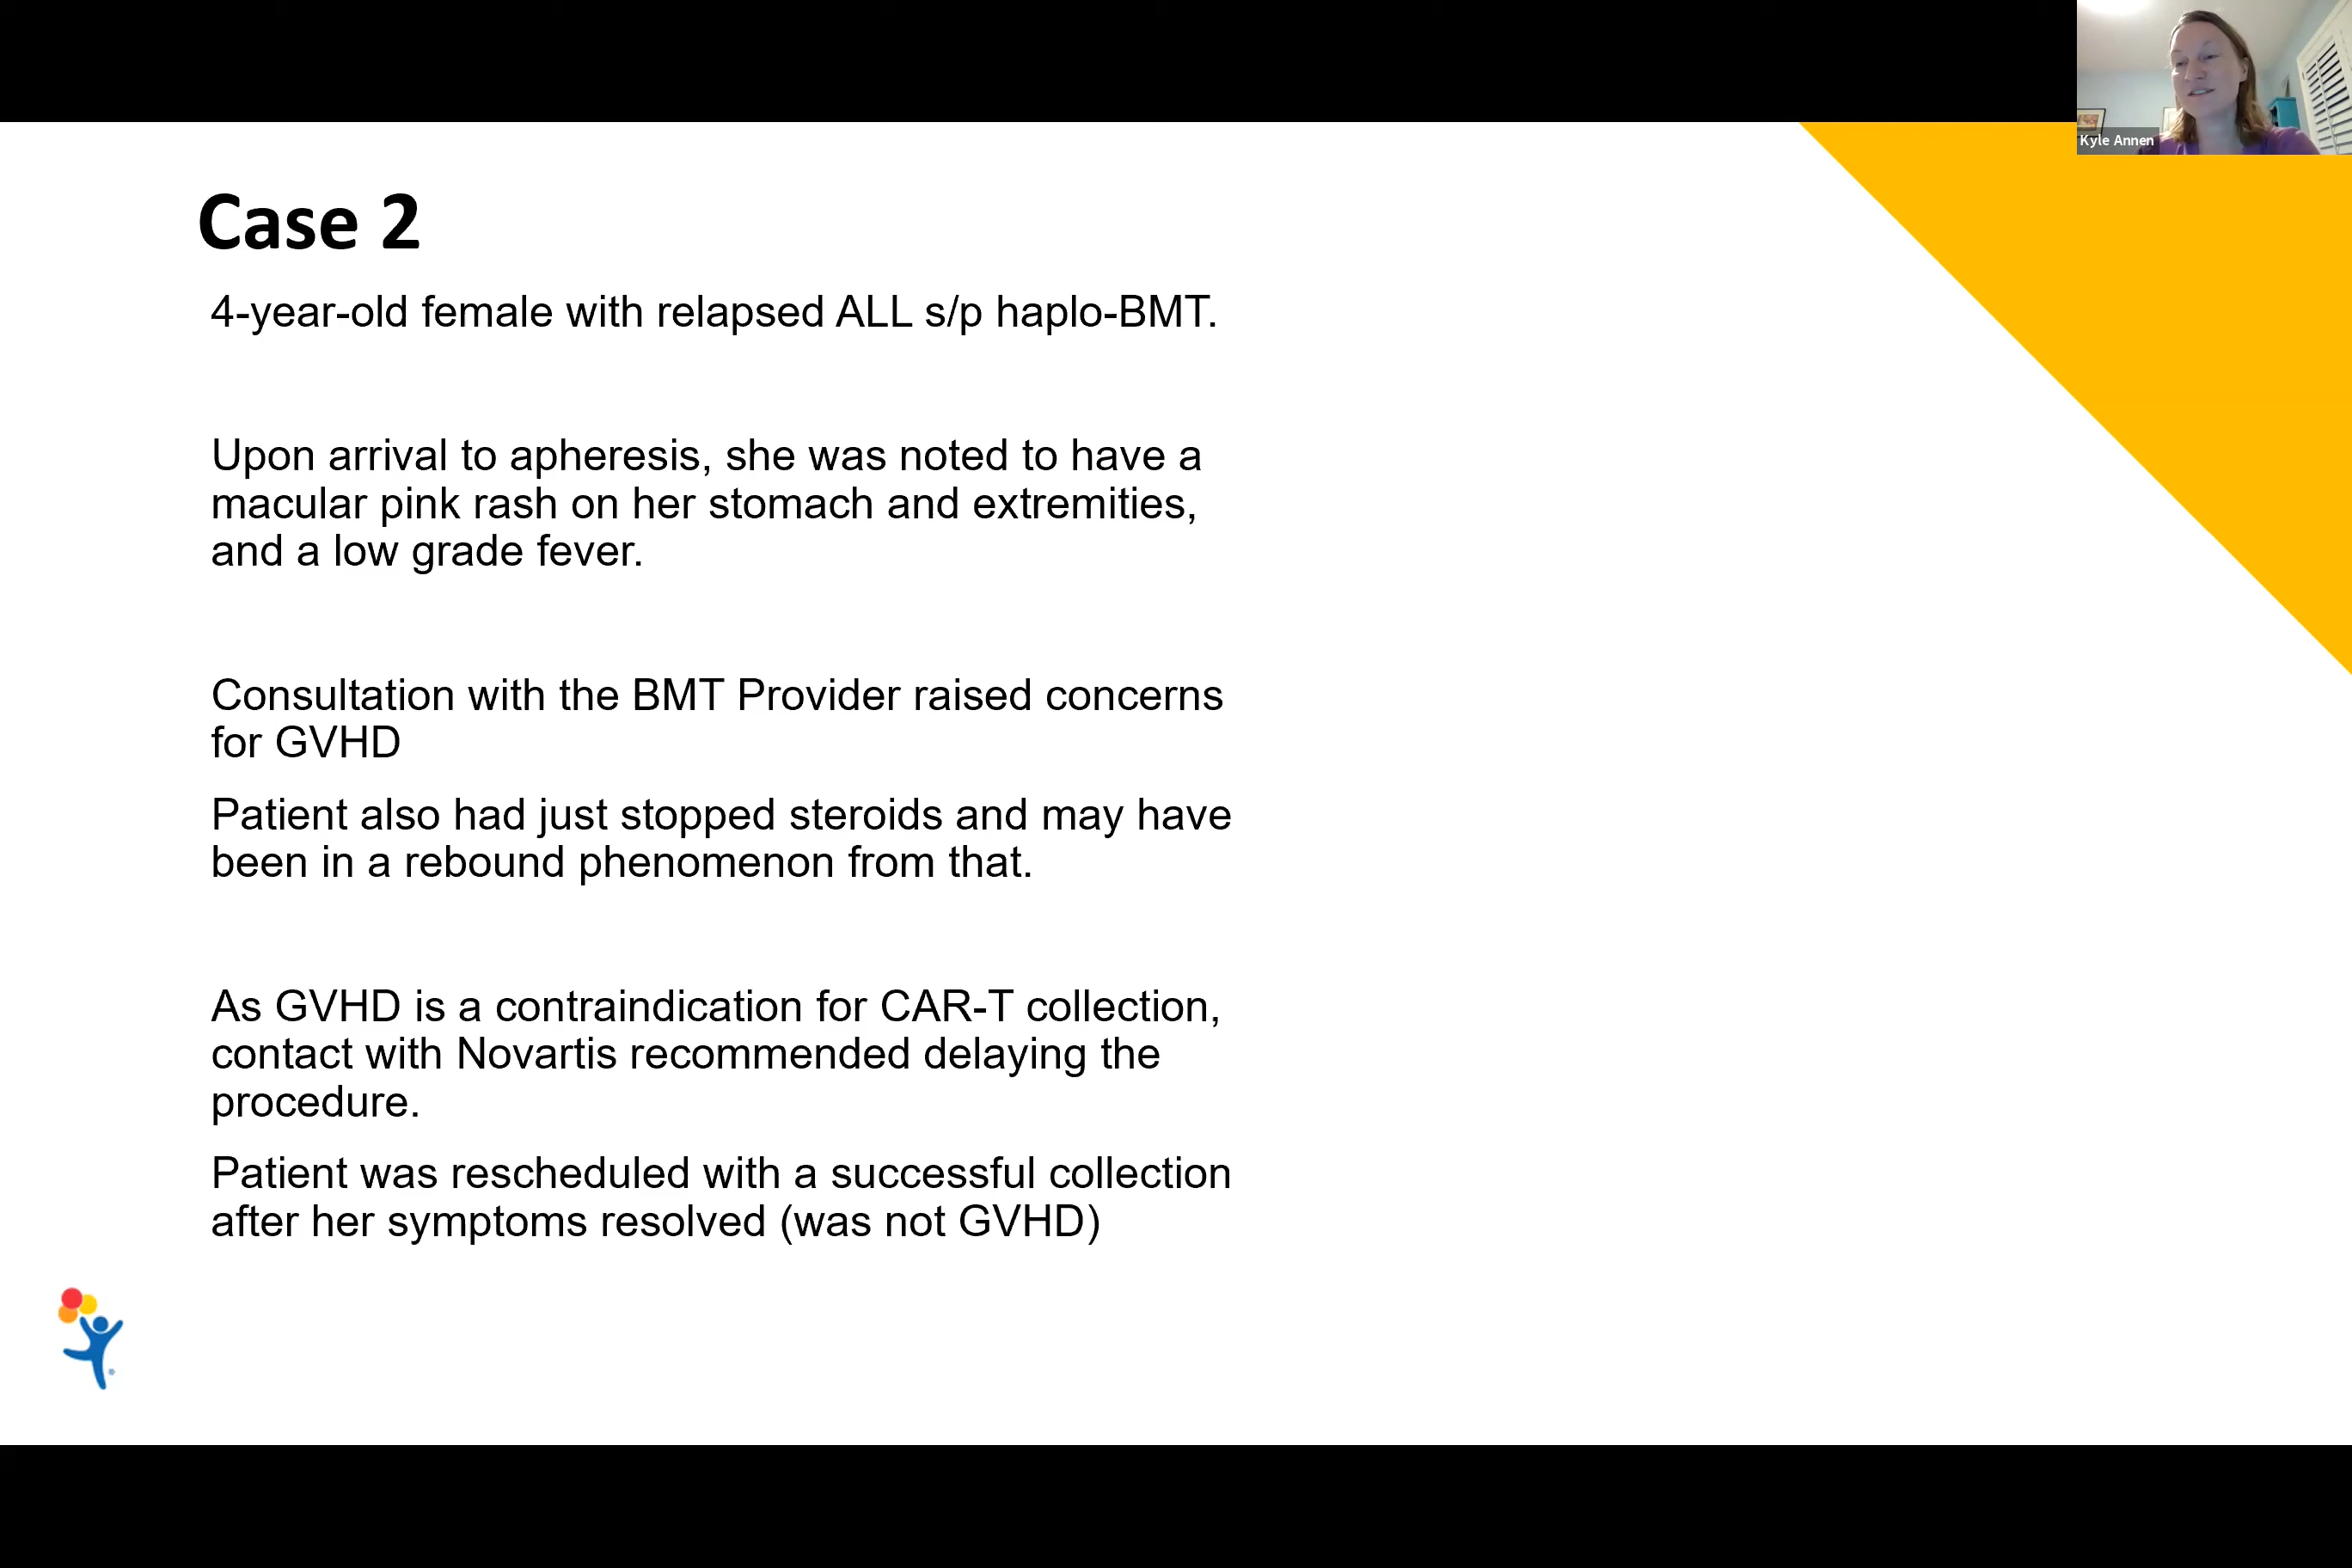 Kyle Annen
Case 2
4-year-old female with relapsed ALL s/p haplo-BMT.
Upon arrival to apheresis, she was noted to have a
macular pink rash on her stomach and extremities,
and a low grade fever.
Consultation with the BMT Provider raised concerns
for GVHD
Patient also had just stopped steroids and may have
been in a rebound phenomenon from that.
As GVHD is a contraindication for CAR-T collection,
contact with Novartis recommended delaying the
procedure.
Patient was rescheduled with a successful collection
after her symptoms resolved (was not GVHD)